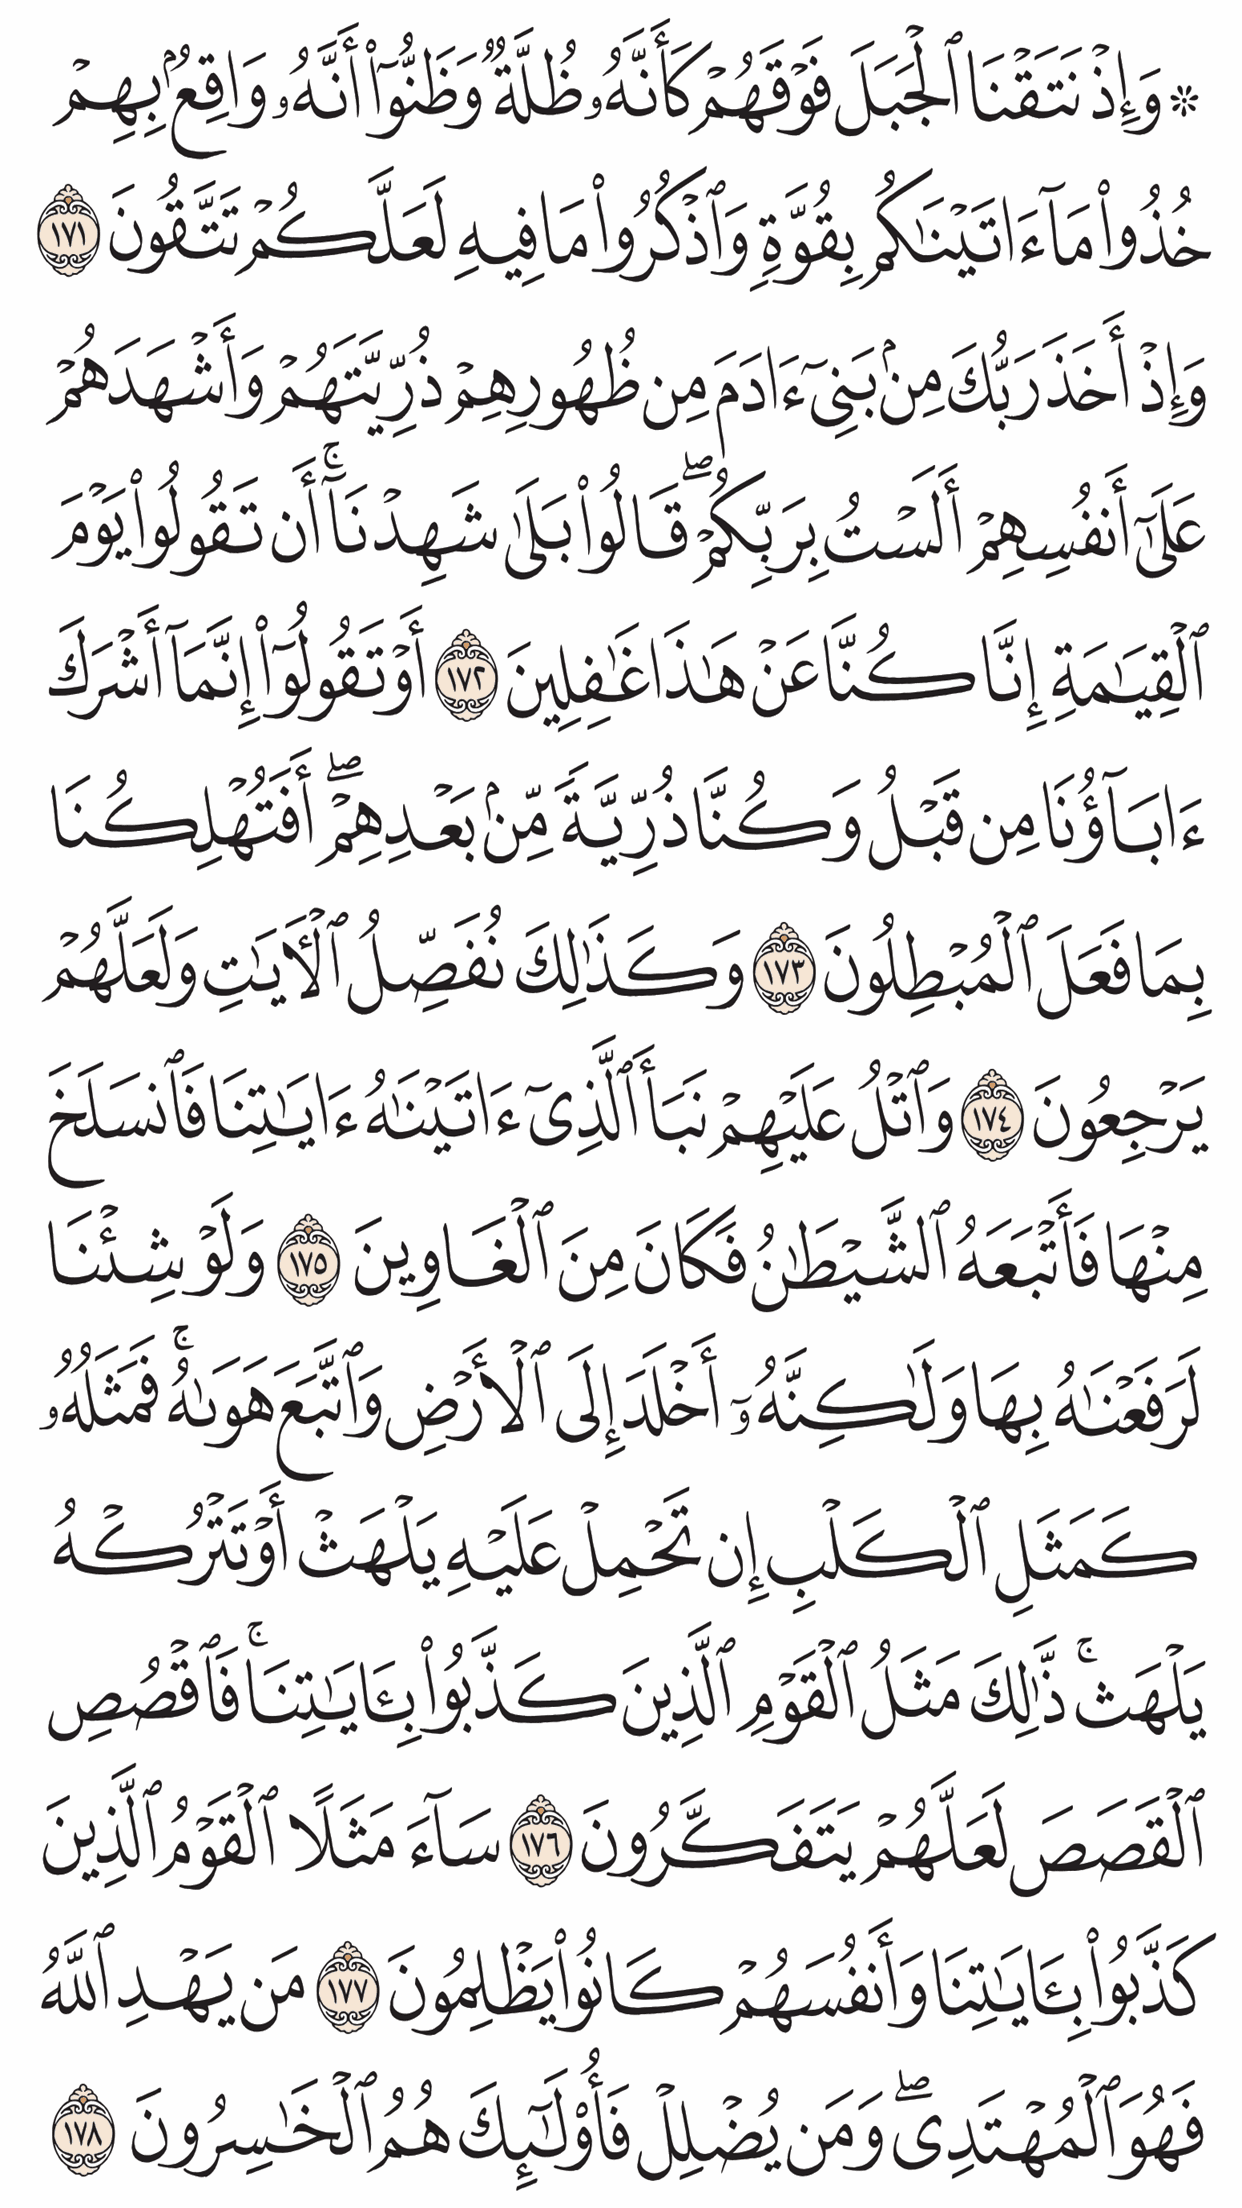 ۞ وَإِذْ نَتَقْنَا ٱلْجَبَلَ فَوْقَهُمْ كَأَنَّهُۥ ظُلَّةٌ وَظَنُّوٓا۟ أَنَّهُۥ وَاقِعٌۢ بِهِمْ
خُذُوا۟ مَآ ءَاتَيْنَٰكُم بِقُوَّةٍ وَٱذْكُرُوا۟ مَا فِيهِ لَعَلَّكُمْ تَتَّقُونَ ١٧١
وَإِذْ أَخَذَ رَبُّكَ مِنۢ بَنِىٓ ءَادَمَ مِن ظُهُورِهِمْ ذُرِّيَّتَهُمْ وَأَشْهَدَهُمْ
عَلَىٰٓ أَنفُسِهِمْ أَلَسْتُ بِرَبِّكُمْ ۖ قَالُوا۟ بَلَىٰ شَهِدْنَآ ۚ أَن تَقُولُوا۟ يَوْمَ
ٱلْقِيَٰمَةِ إِنَّا كُنَّا عَنْ هَٰذَا غَٰفِلِينَ ١٧٢ أَوْ تَقُولُوٓا۟ إِنَّمَآ أَشْرَكَ
ءَابَآؤُنَا مِن قَبْلُ وَكُنَّا ذُرِّيَّةً مِّنۢ بَعْدِهِمْ ۖ أَفَتُهْلِكُنَا
بِمَا فَعَلَ ٱلْمُبْطِلُونَ ١٧٣ وَكَذَٰلِكَ نُفَصِّلُ ٱلْءَايَٰتِ وَلَعَلَّهُمْ
يَرْجِعُونَ ١٧٤ وَٱتْلُ عَلَيْهِمْ نَبَأَ ٱلَّذِىٓ ءَاتَيْنَٰهُ ءَايَٰتِنَا فَٱنسَلَخَ
مِنْهَا فَأَتْبَعَهُ ٱلشَّيْطَٰنُ فَكَانَ مِنَ ٱلْغَاوِينَ ١٧٥ وَلَوْ شِئْنَا
لَرَفَعْنَٰهُ بِهَا وَلَٰكِنَّهُۥٓ أَخْلَدَ إِلَى ٱلْأَرْضِ وَٱتَّبَعَ هَوَىٰهُ ۚ فَمَثَلُهُۥ
كَمَثَلِ ٱلْكَلْبِ إِن تَحْمِلْ عَلَيْهِ يَلْهَثْ أَوْ تَتْرُكْهُ
يَلْهَث ۚ ذَّٰلِكَ مَثَلُ ٱلْقَوْمِ ٱلَّذِينَ كَذَّبُوا۟ بِـَٔايَٰتِنَا ۚ فَٱقْصُصِ
ٱلْقَصَصَ لَعَلَّهُمْ يَتَفَكَّرُونَ ١٧٦ سَآءَ مَثَلًا ٱلْقَوْمُ ٱلَّذِينَ
كَذَّبُوا۟ بِـَٔايَٰتِنَا وَأَنفُسَهُمْ كَانُوا۟ يَظْلِمُونَ ١٧٧ مَن يَهْدِ ٱللَّهُ
فَهُوَ ٱلْمُهْتَدِى ۖ وَمَن يُضْلِلْ فَأُو۟لَٰٓئِكَ هُمُ ٱلْخَٰسِرُونَ ١٧٨